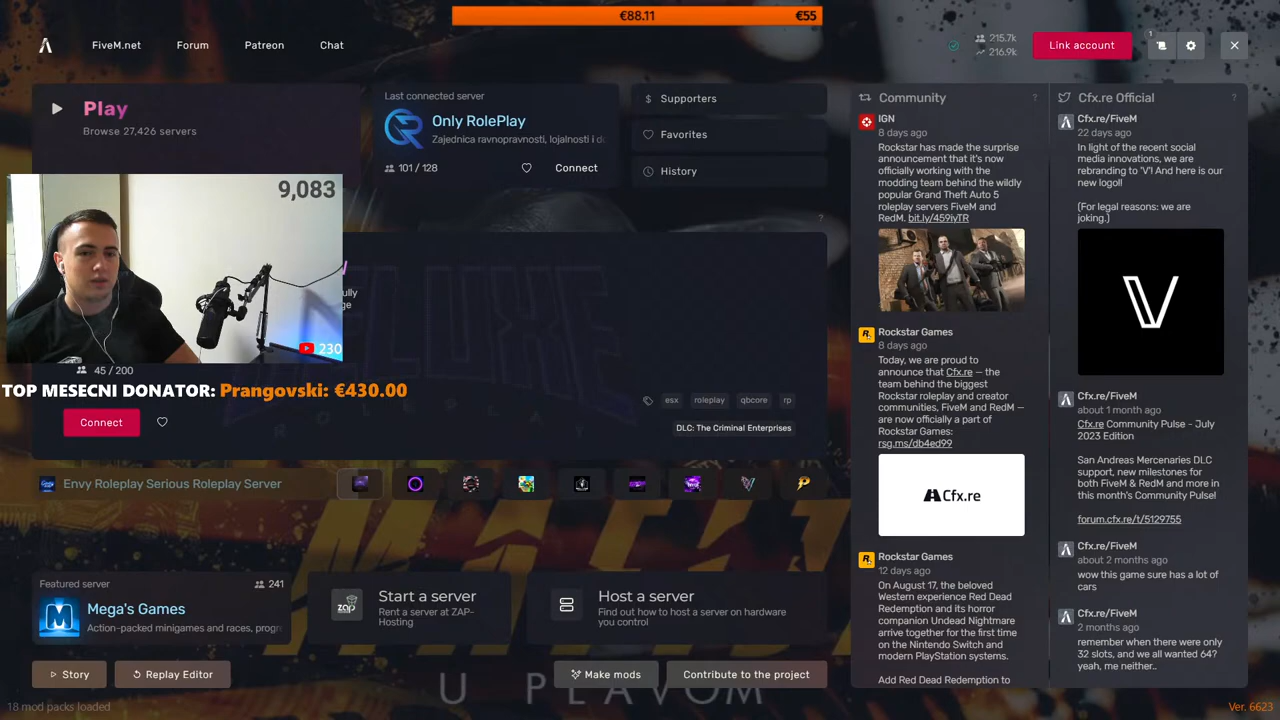 €88.11 €55
FiveM.net Forum Patreon Chat
215.7k
216.9k
Link account
1
Play
Browse 27,426 servers
Last connected server
Only RolePlay
Zajednica ravnopravnosti, lojalnosti i d
101 / 128
Connect
$ Supporters
Favorites
History
?
9,083
230
45 / 200
TOP MESECNI DONATOR: Prangovski: €430.00
Connect
esx roleplay qbcore rp
DLC: The Criminal Enterprises
Envy Roleplay Serious Roleplay Server
Featured server
241
Mega's Games
Action-packed minigames and races, progr
ZAP
Start a server
Rent a server at ZAP-
Hosting
Host a server
Find out how to host a server on hardware
you control
Story
Replay Editor
Make mods
Contribute to the project
U PLAVOM
18 mod packs loaded
Community ?
IGN
8 days ago
Rockstar has made the surprise
announcement that it's now
officially working with the
modding team behind the wildly
popular Grand Theft Auto 5
roleplay servers FiveM and
RedM. bit.ly/459iyTR
Rockstar Games
8 days ago
Today, we are proud to
announce that Cfx.re — the
team behind the biggest
Rockstar roleplay and creator
communities, FiveM and RedM —
are now officially a part of
Rockstar Games:
rsg.ms/db4ed99
Cfx.re
Rockstar Games
12 days ago
On August 17, the beloved
Western experience Red Dead
Redemption and its horror
companion Undead Nightmare
arrive together for the first time
on the Nintendo Switch and
modern PlayStation systems.
Add Red Dead Redemption to
Cfx.re Official ?
Cfx.re/FiveM
22 days ago
In light of the recent social
media innovations, we are
rebranding to 'V'! And here is our
new logo!!
(For legal reasons: we are
joking.)
V
Cfx.re/FiveM
about 1 month ago
Cfx.re Community Pulse - July
2023 Edition
San Andreas Mercenaries DLC
support, new milestones for
both FiveM & RedM and more in
this month's Community Pulse!
forum.cfx.re/t/5129755
Cfx.re/FiveM
about 2 months ago
wow this game sure has a lot of
cars
Cfx.re/FiveM
2 months ago
remember when there were only
32 slots, and we all wanted 64?
yeah, me neither..
Ver. 6623